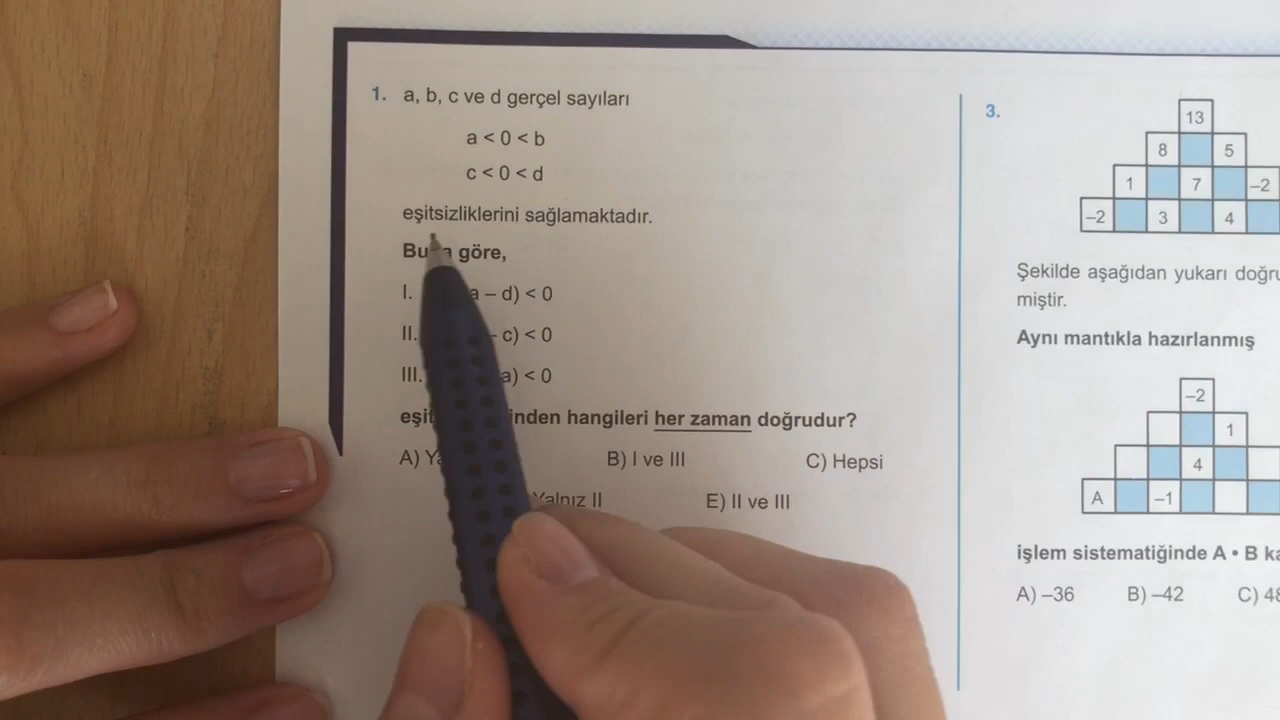 1. a, b, c ve d gerçel sayıları
a < 0 < b
c < 0 < d
eşitsizliklerini sağlamaktadır.
göre,
I. a – d) < 0
II. - c) < 0
III. a) < 0
hangileri her zaman doğrudur?
A) B) I ve III C) Hepsi
Yalnız II E) II ve III
3.
13
8 5
1 7 –2
–2 3 4
Şekilde aşağıdan yukarı
miştir.
Aynı mantıkla hazırlanmış
–2
1
4
A –1
işlem sistematiğinde A • B
A) –36 B) –42 C)